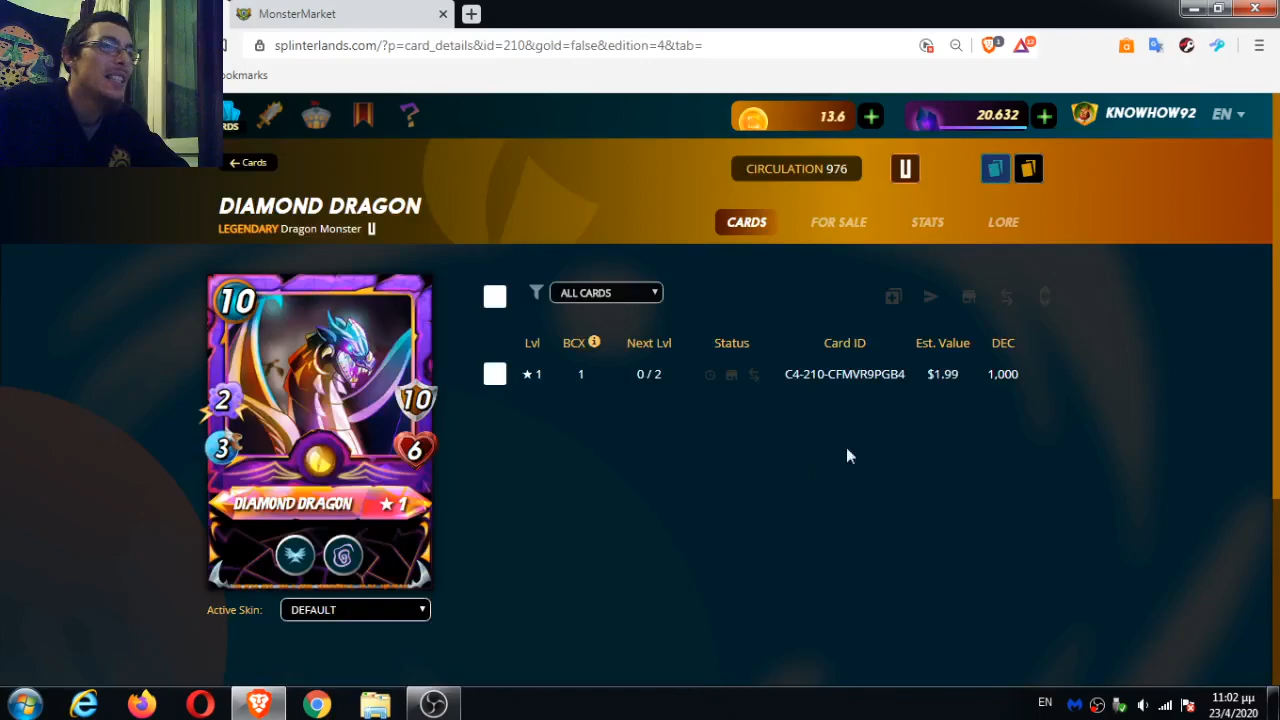 MonsterMarket
splinterlands.com/?p=card_details&id=210&gold=false&edition=4&tab=
ookmarks
RDS
13.6
20.632
KNOWHOW92
EN
Cards
CIRCULATION 976
DIAMOND DRAGON
LEGENDARY Dragon Monster
CARDS
FOR SALE
STATS
LORE
ALL CARDS
Lvl
BCX
Next Lvl
Status
Card ID
Est. Value
DEC
★ 1
1
0 / 2
C4-210-CFMVR9PGB4
$1.99
1,000
10
2
10
3
6
DIAMOND DRAGON ★ 1
Active Skin:
DEFAULT
EN
11:02 μμ
23/4/2020